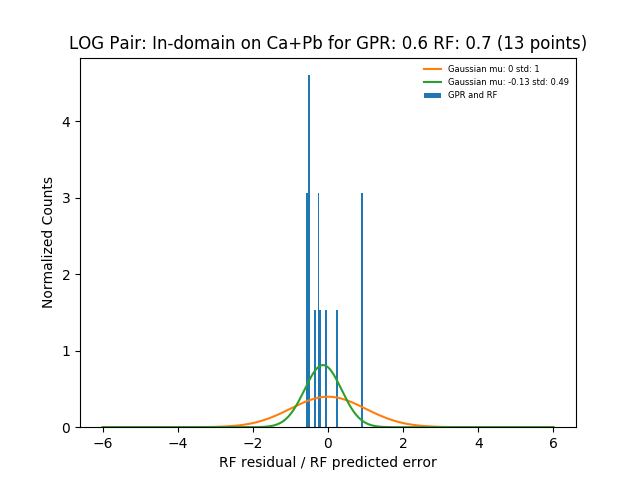 LOG Pair: In-domain on Ca+Pb for GPR: 0.6 RF: 0.7 (13 points)
Gaussian mu: 0 std: 1
Gaussian mu: -0.13 std: 0.49
GPR and RF
Normalized Counts
4
3
2
1
0
−6
−4
−2
0
2
4
6
RF residual / RF predicted error